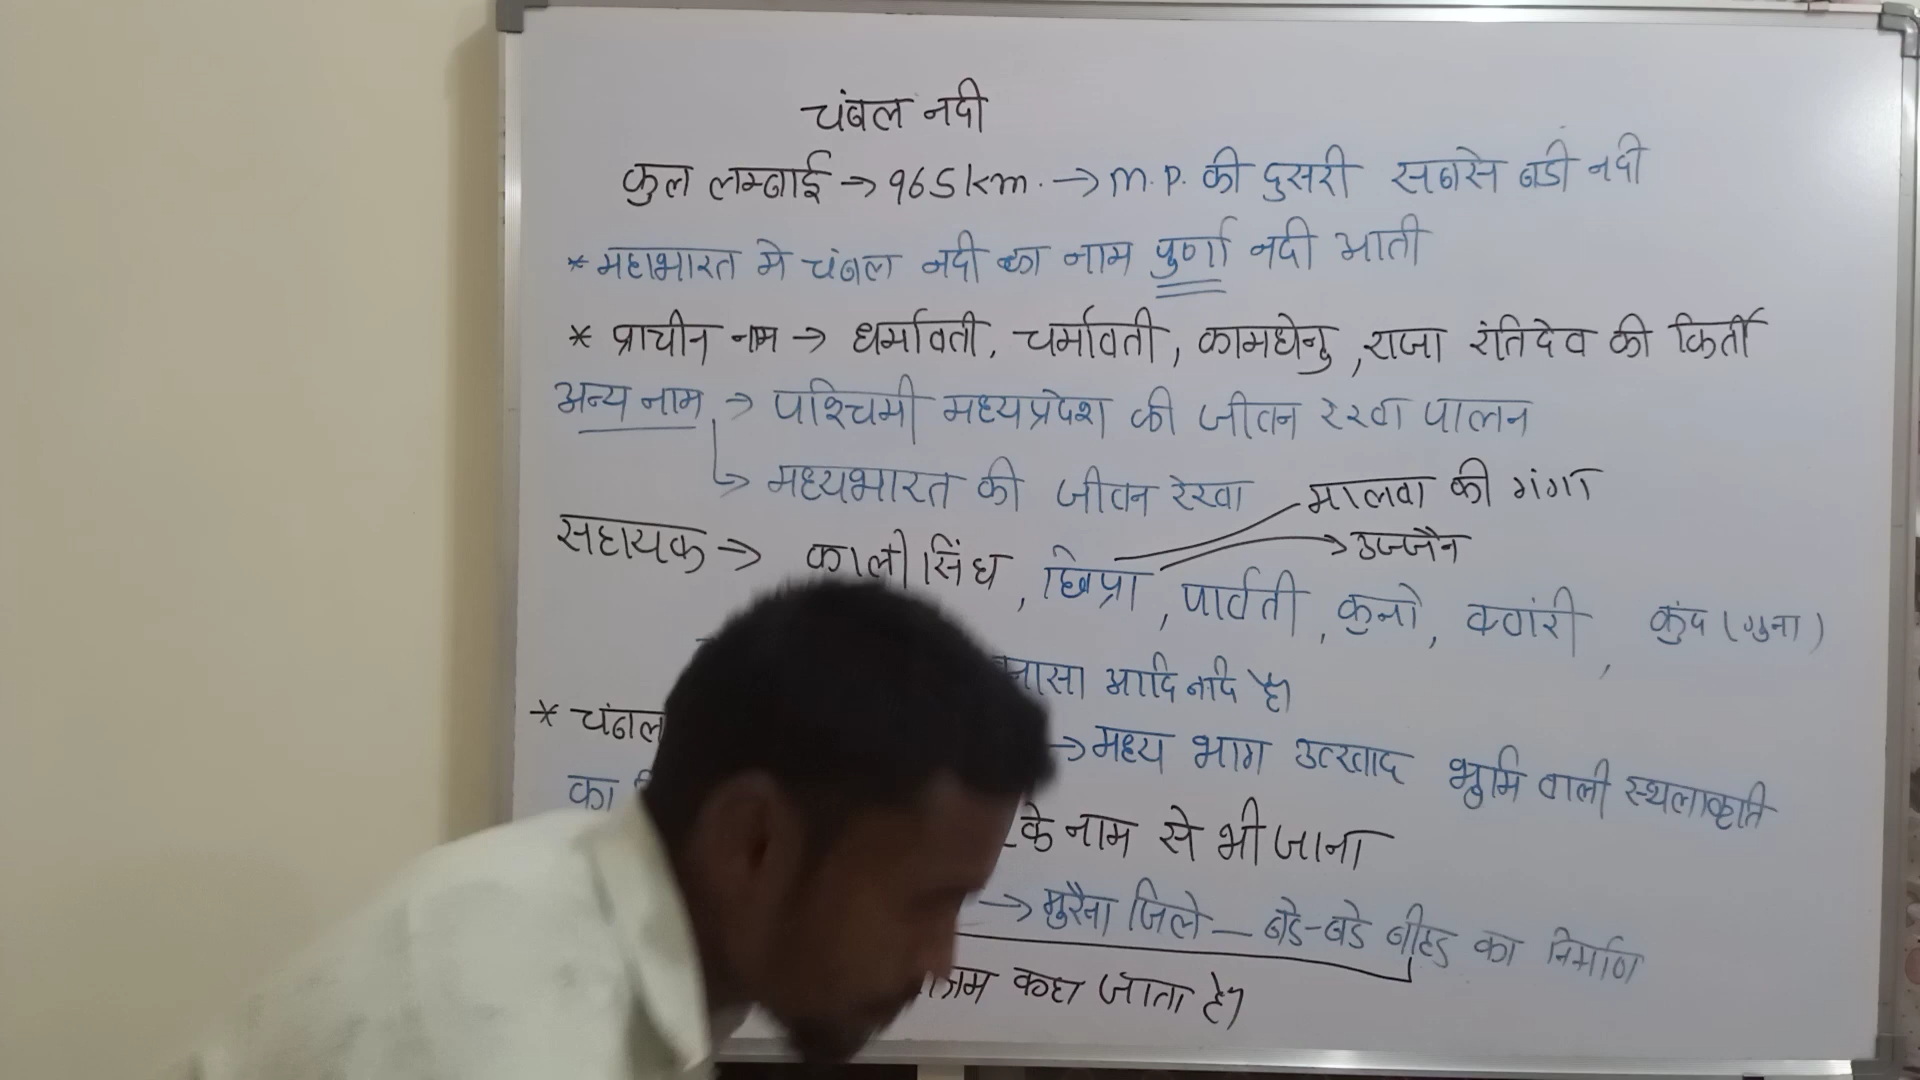 चंबल नदी
कुल लम्बाई → 965 km. → M.P. की दुसरी सबसे बडी नदी
* महाभारत मे चंबल नदी का नाम पुर्णा नदी आती
* प्राचीन नाम → धर्मावती, चर्मावती, कामधेनु, राजा रंतिदेव की किर्ती
अन्य नाम → पश्चिमी मध्यप्रदेश की जीवन रेखा पालन
↳ मध्यभारत की जीवन रेखा
मालवा की गंगा
→ उज्जैन
सहायक → काली सिंध, छिप्रा, पार्वती, कुनो, क्वांरी, कुंद (गुना)
आदि नदि है।
* चंबल → मध्य भाग उत्खाद भुमि वाली स्थलाकृति
का के नाम से भी जाना
→ मुरैना जिले — बडे-बडे बीहड का निर्माण
कहा जाता है।